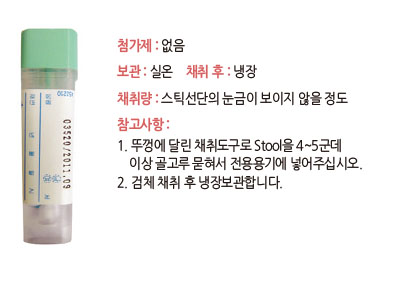 첨가제 : 없음
보관 : 실온 채취 후 : 냉장
채취량 : 스틱선단의 눈금이 보이지 않을 정도
참고사항 :
1. 뚜껑에 달린 채취도구로 Stool을 4~5군데
이상 골고루 묻혀서 전용용기에 넣어주십시오.
2. 검체 채취 후 냉장보관합니다.
03520/2011.09